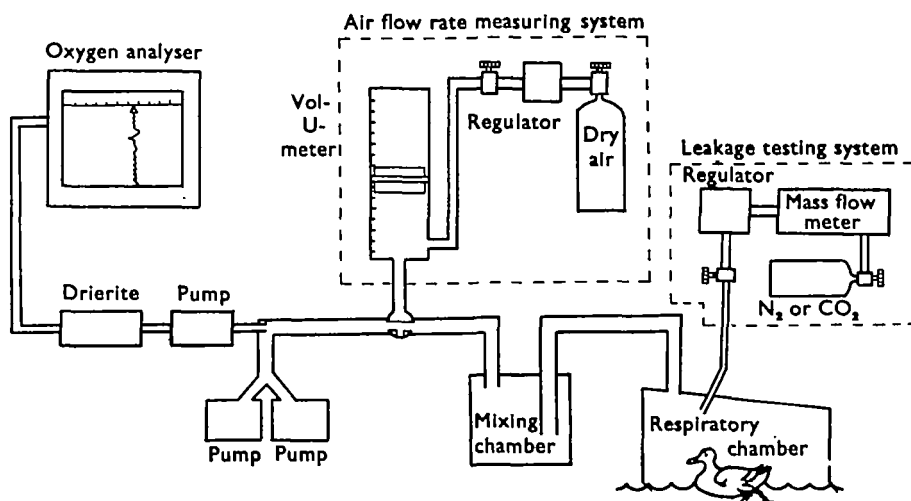 Air flow rate measuring system
Oxygen analyser
Vol-
U-
meter
Regulator
Dry
air
Leakage testing system
Regulator
Mass flow
meter
N₂ or CO₂
Drierite
Pump
Pump
Pump
Mixing
chamber
Respiratory
chamber